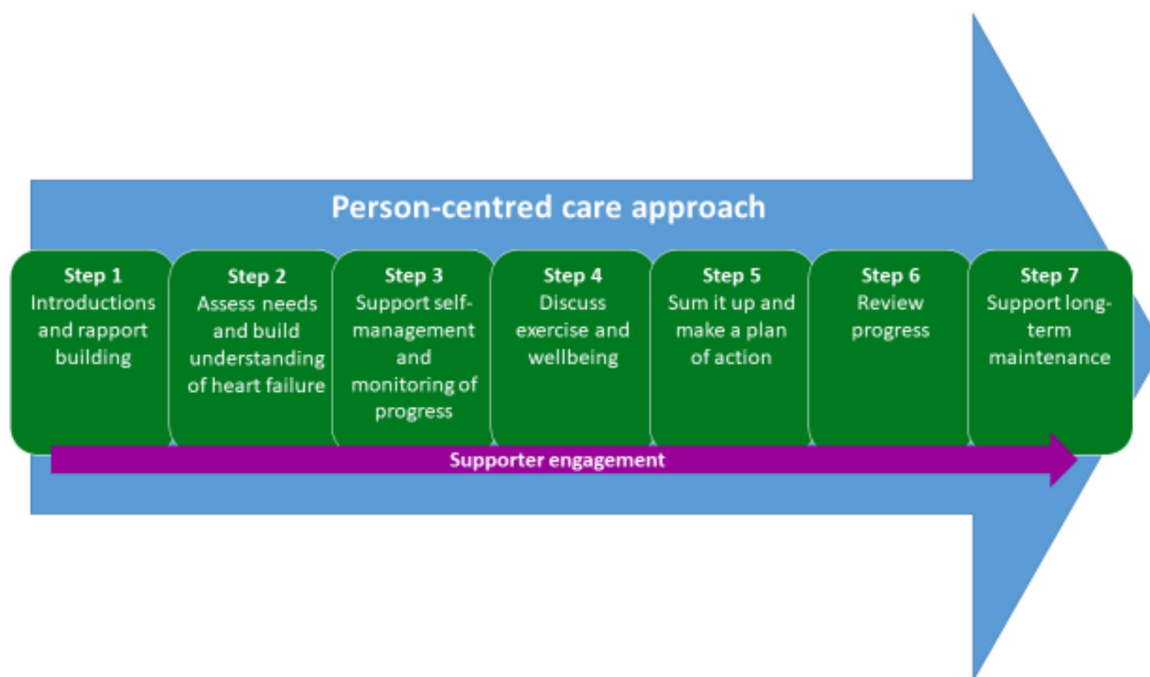 Person-centred care approach
Step 1
Introductions
and rapport
building
Step 2
Assess needs
and build
understanding
of heart failure
Step 3
Support self-
management
and
monitoring of
progress
Step 4
Discuss
exercise and
wellbeing
Step 5
Sum it up and
make a plan
of action
Step 6
Review
progress
Step 7
Support long-
term
maintenance
Supporter engagement